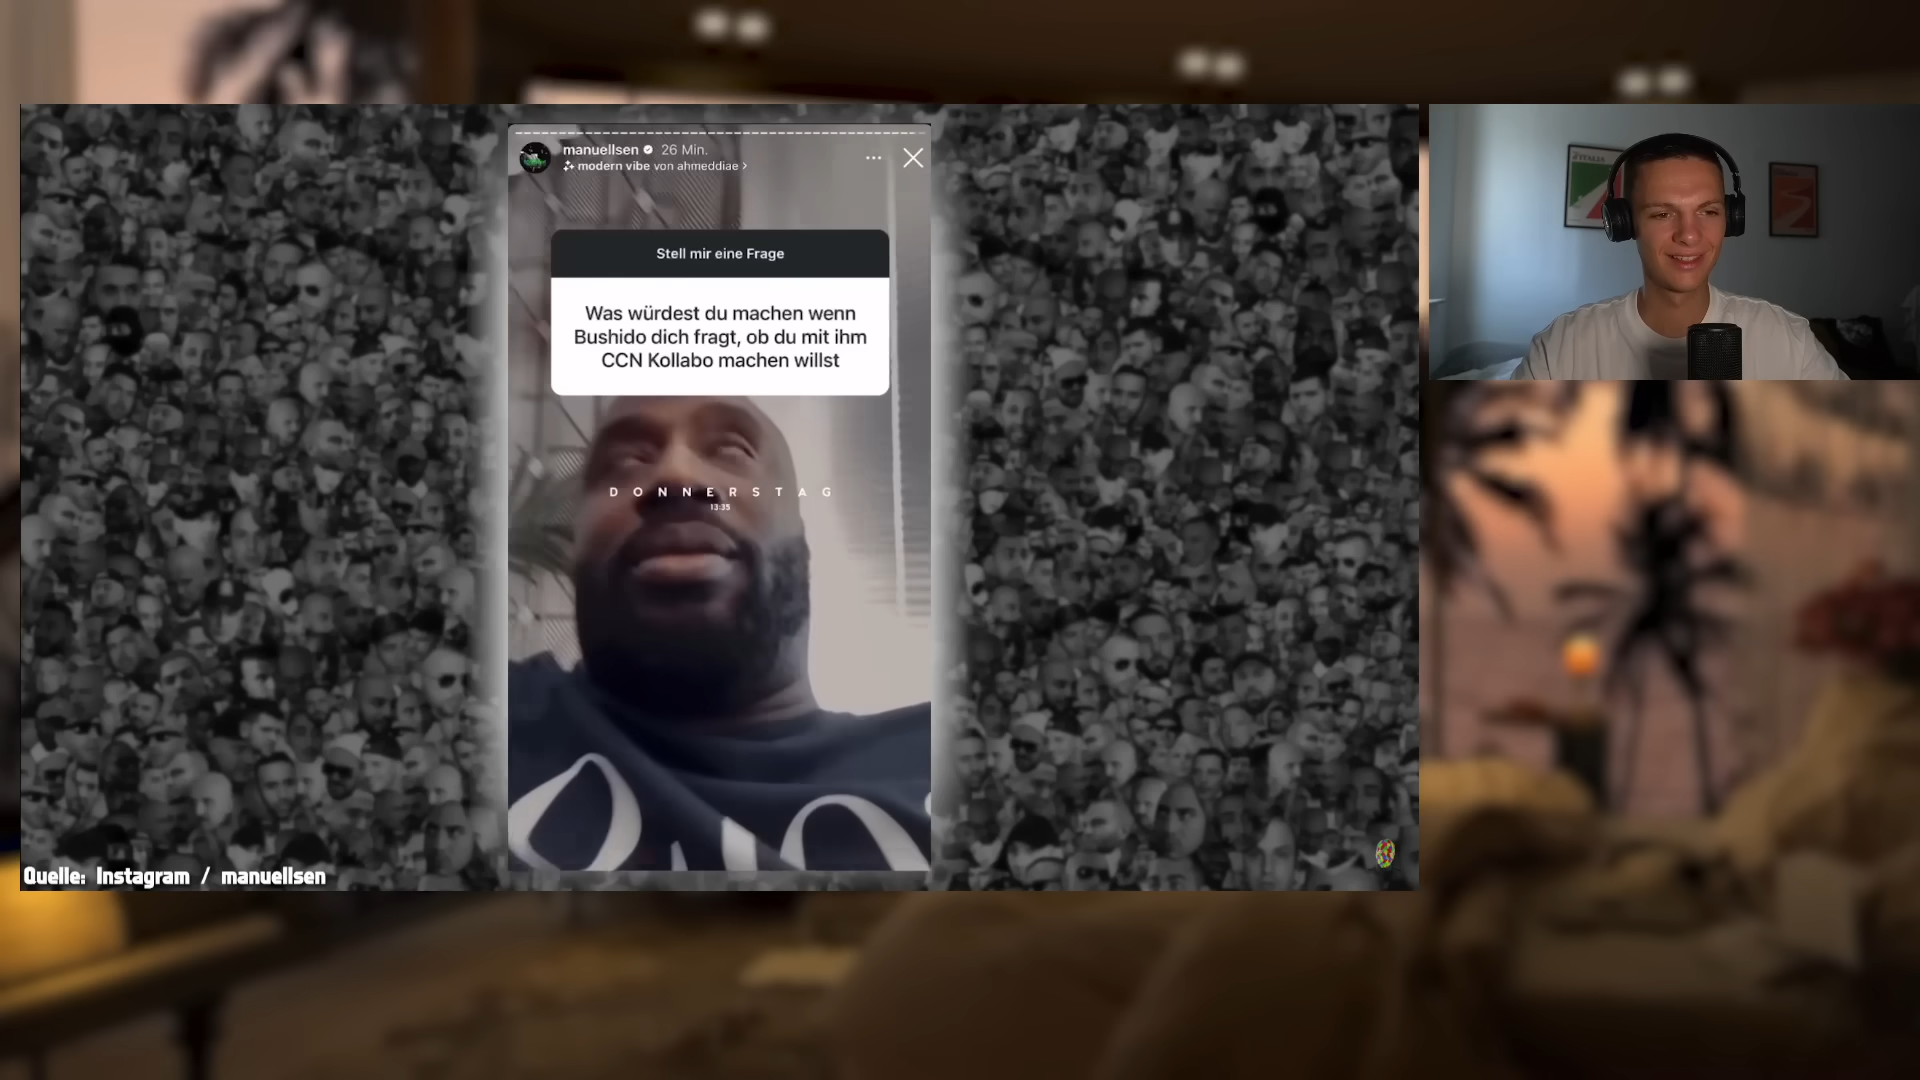 manuellsen 26 Min.
modern vibe von ahmeddiae >
Stell mir eine Frage
Was würdest du machen wenn
Bushido dich fragt, ob du mit ihm
CCN Kollabo machen willst
DONNERSTAG
13:35
Quelle: Instagram / manuellsen